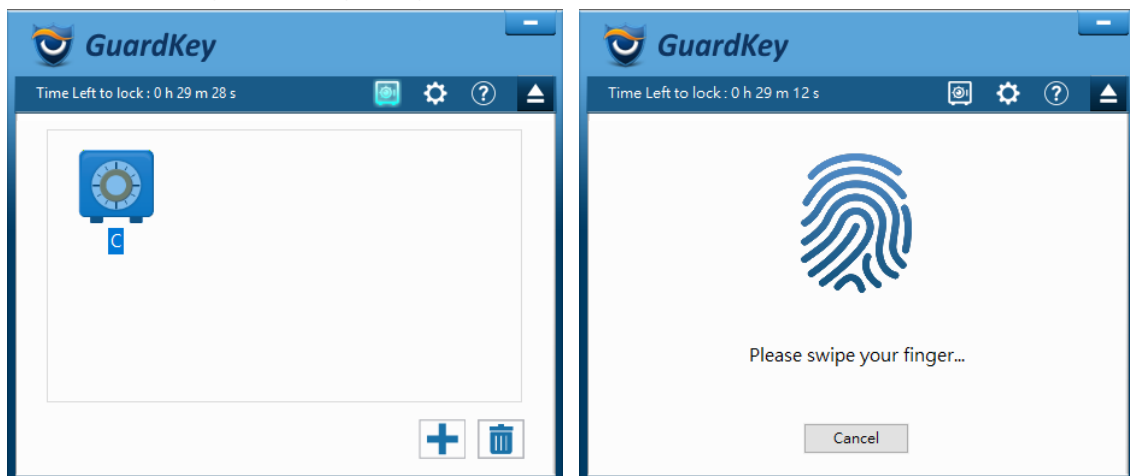 GuardKey
Time Left to lock : 0 h 29 m 28 s
C
GuardKey
Time Left to lock : 0 h 29 m 12 s
Please swipe your finger...
Cancel